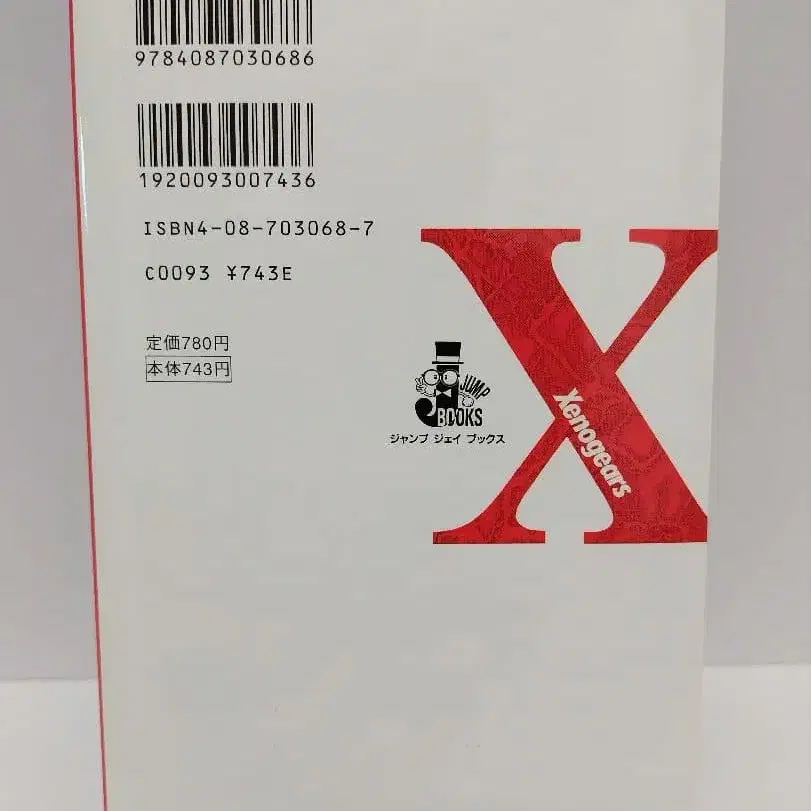 9784087030686
1920093007436
ISBN4-08-703068-7
C0093 ¥743E
定価780円
本体743円
JUMP
J BOOKS
ジャンプ ジェイ ブックス
X
Xenogears